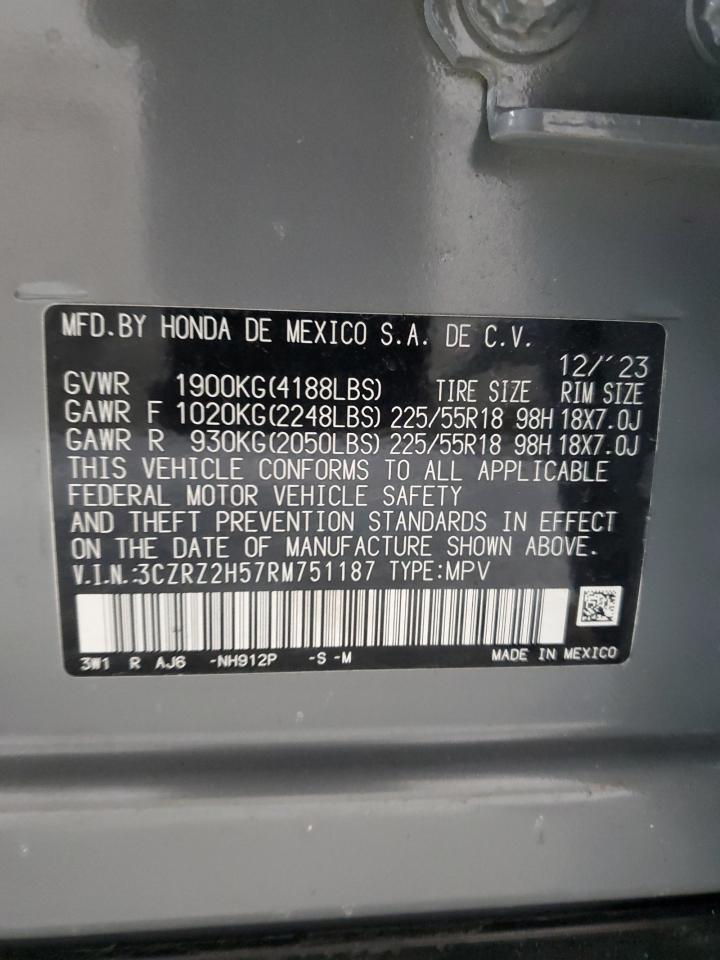 MFD.BY HONDA DE MEXICO S.A. DE C.V.
12/'23
GVWR 1900KG(4188LBS) TIRE SIZE RIM SIZE
GAWR F 1020KG(2248LBS) 225/55R18 98H 18X7.0J
GAWR R 930KG(2050LBS) 225/55R18 98H 18X7.0J
THIS VEHICLE CONFORMS TO ALL APPLICABLE
FEDERAL MOTOR VEHICLE SAFETY
AND THEFT PREVENTION STANDARDS IN EFFECT
ON THE DATE OF MANUFACTURE SHOWN ABOVE.
V.I.N.:3CZRZ2H57RM751187 TYPE:MPV
3W1 R AJ6 -NH912P -S -M MADE IN MEXICO